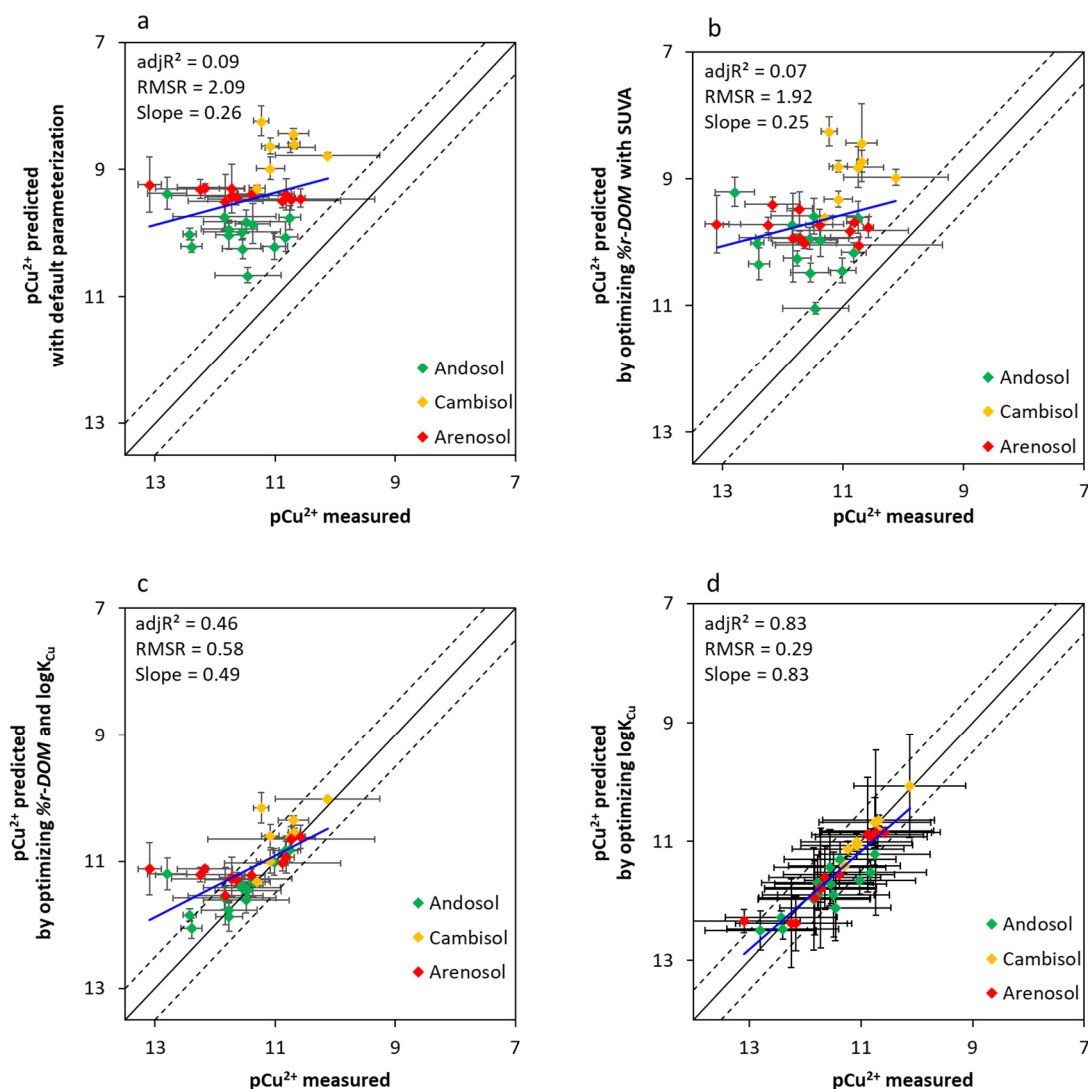 a
7
9
11
13
adjR² = 0.09
RMSR = 2.09
Slope = 0.26
pCu²⁺ predicted
with default parameterization
Andosol
Cambisol
Arenosol
13 11 9 7
pCu²⁺ measured
b
7
9
11
13
adjR² = 0.07
RMSR = 1.92
Slope = 0.25
pCu²⁺ predicted
by optimizing %r-DOM with SUVA
Andosol
Cambisol
Arenosol
13 11 9 7
pCu²⁺ measured
c
7
9
11
13
adjR² = 0.46
RMSR = 0.58
Slope = 0.49
pCu²⁺ predicted
by optimizing %r-DOM and logK_Cu
Andosol
Cambisol
Arenosol
13 11 9 7
pCu²⁺ measured
d
7
9
11
13
adjR² = 0.83
RMSR = 0.29
Slope = 0.83
pCu²⁺ predicted
by optimizing logK_Cu
Andosol
Cambisol
Arenosol
13 11 9 7
pCu²⁺ measured